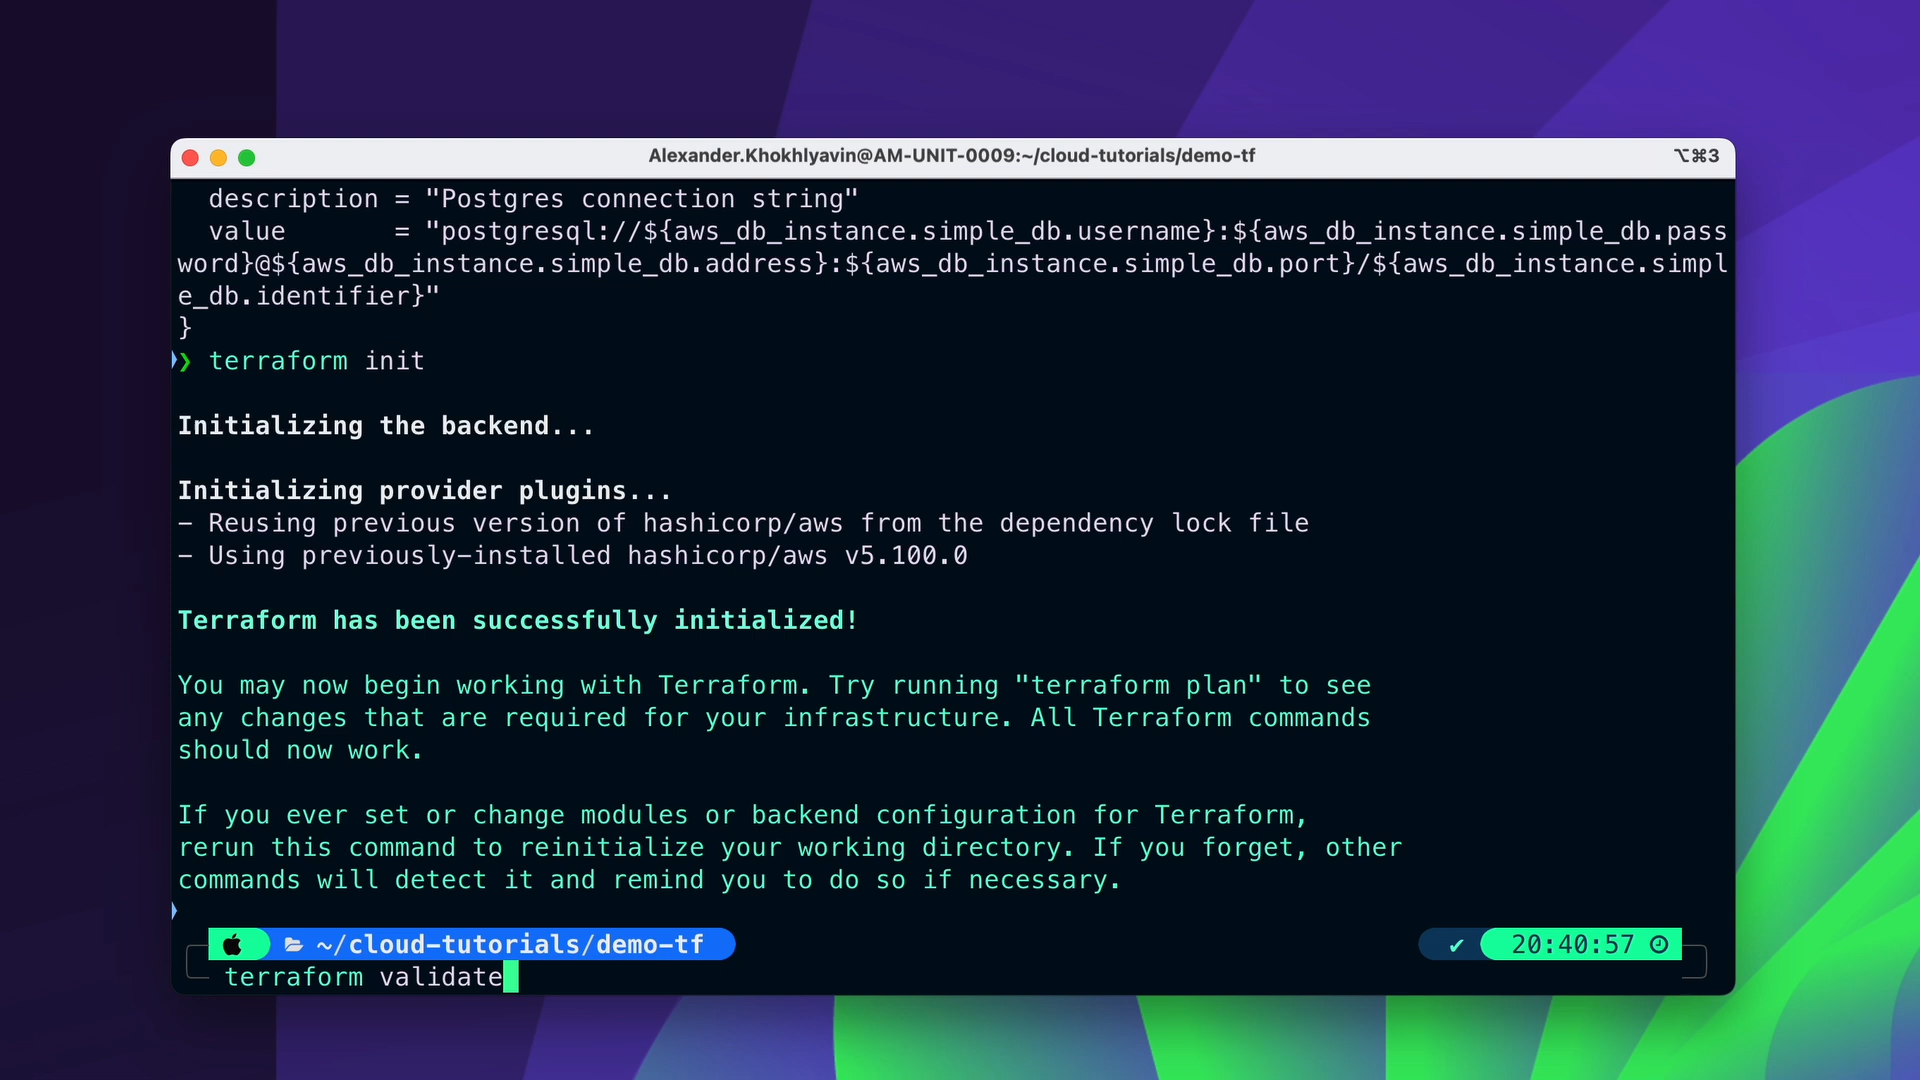 Alexander.Khokhlyavin@AM-UNIT-0009:~/cloud-tutorials/demo-tf
⌥⌘3
description = "Postgres connection string"
value       = "postgresql://${aws_db_instance.simple_db.username}:${aws_db_instance.simple_db.pass
word}@${aws_db_instance.simple_db.address}:${aws_db_instance.simple_db.port}/${aws_db_instance.simpl
e_db.identifier}"
}
❯ terraform init
Initializing the backend...
Initializing provider plugins...
- Reusing previous version of hashicorp/aws from the dependency lock file
- Using previously-installed hashicorp/aws v5.100.0
Terraform has been successfully initialized!
You may now begin working with Terraform. Try running "terraform plan" to see
any changes that are required for your infrastructure. All Terraform commands
should now work.
If you ever set or change modules or backend configuration for Terraform,
rerun this command to reinitialize your working directory. If you forget, other
commands will detect it and remind you to do so if necessary.
~/cloud-tutorials/demo-tf
✔ 20:40:57
terraform validate